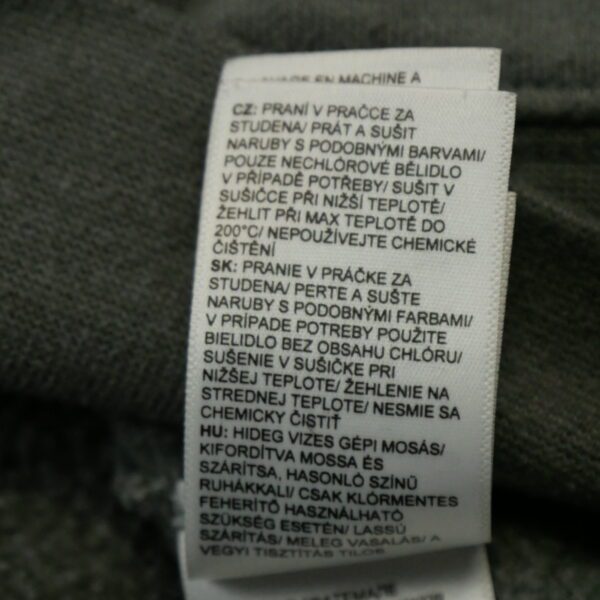 EN MACHINE A
CZ: PRANÍ V PRAČCE ZA
STUDENA/ PRÁT A SUŠIT
NARUBY S PODOBNÝMI BARVAMI/
POUZE NECHLÓROVÉ BĚLIDLO
V PŘÍPADĚ POTŘEBY/ SUŠIT V
SUŠIČCE PŘI NIŽŠÍ TEPLOTĚ/
ŽEHLIT PŘI MAX TEPLOTĚ DO
200°C/ NEPOUŽÍVEJTE CHEMICKÉ
ČIŠTĚNÍ
SK: PRANIE V PRÁČKE ZA
STUDENA/ PERTE A SUŠTE
NARUBY S PODOBNÝMI FARBAMI/
V PRÍPADE POTREBY POUŽITE
BIELIDLO BEZ OBSAHU CHLÓRU/
SUŠENIE V SUŠIČKE PRI
NIŽŠEJ TEPLOTE/ ŽEHLENIE NA
STREDNEJ TEPLOTE/ NESMIE SA
CHEMICKY ČISTIŤ
HU: HIDEG VIZES GÉPI MOSÁS/
KIFORDÍTVA MOSSA ÉS
SZÁRÍTSA, HASONLÓ SZÍNŰ
RUHÁKKAL/ CSAK KLÓRMENTES
FEHERÍTŐ HASZNÁLHATÓ
SZÜKSÉG ESETÉN/ LASSÚ
SZÁRÍTÁS/ MELEG VASALÁS/ A
VEGYI TISZTÍTÁS TILOS